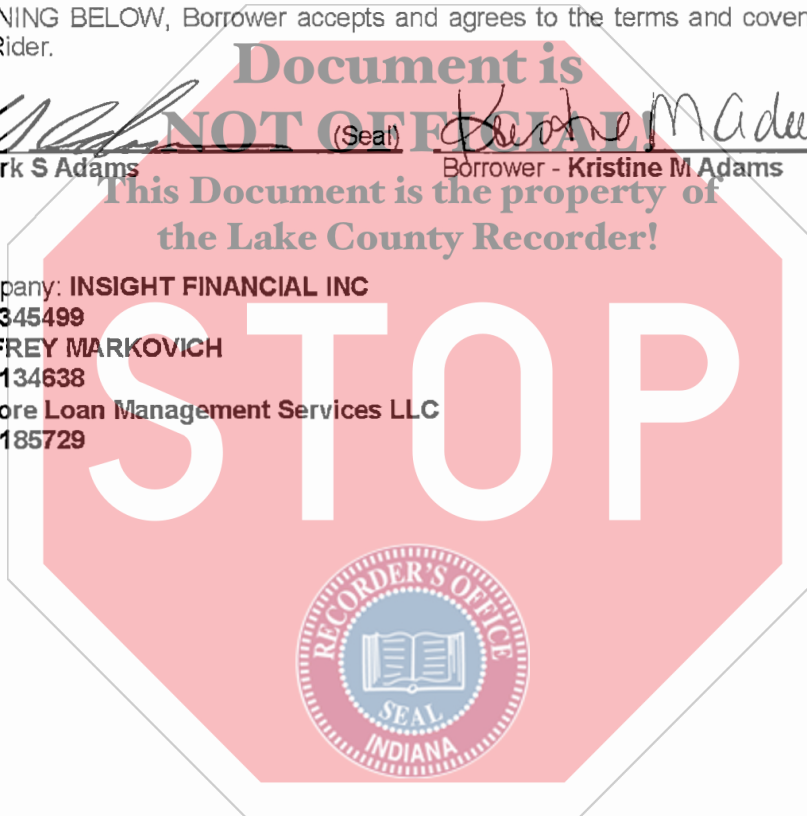 NING BELOW, Borrower accepts and agrees to the terms and cover
Rider.
Document is
NOT OFFICIAL!
(Seal)
rk S Adams
Borrower - Kristine M Adams
This Document is the property of
the Lake County Recorder!
pany: INSIGHT FINANCIAL INC
345499
FREY MARKOVICH
134638
ore Loan Management Services LLC
185729
STOP
RECORDER'S OFFICE
SEAL
INDIANA